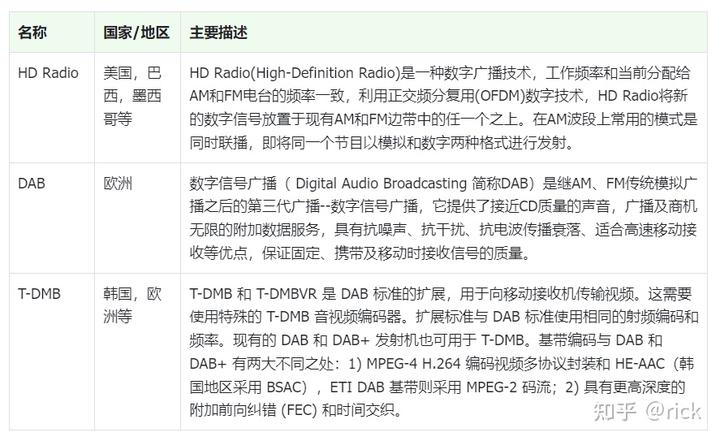 名称 国家/地区 主要描述
HD Radio 美国，巴 HD Radio(High-Definition Radio)是一种数字广播技术，工作频率和当前分配给
西，墨西 AM和FM电台的频率一致，利用正交频分复用(OFDM)数字技术，HD Radio将新
哥等 的数字信号放置于现有AM和FM边带中的任一个之上。在AM波段上常用的模式是
同时联播，即将同一个节目以模拟和数字两种格式进行发射。
DAB 欧洲 数字信号广播（ Digital Audio Broadcasting 简称DAB）是继AM、FM传统模拟广
播之后的第三代广播--数字信号广播，它提供了接近CD质量的声音，广播及商机
无限的附加数据服务，具有抗噪声、抗干扰、抗电波传播衰落、适合高速移动接
收等优点，保证固定、携带及移动时接收信号的质量。
T-DMB 韩国，欧 T-DMB 和 T-DMBVR 是 DAB 标准的扩展，用于向移动接收机传输视频。这需要
洲等 使用特殊的 T-DMB 音视频编码器。扩展标准与 DAB 标准使用相同的射频编码和
频率。现有的 DAB 和 DAB+ 发射机也可用于 T-DMB。基带编码与 DAB 和
DAB+ 有两大不同之处：1) MPEG-4 H.264 编码视频多协议封装和 HE-AAC（韩
国地区采用 BSAC），ETI DAB 基带则采用 MPEG-2 码流；2) 具有更高深度的
附加前向纠错 (FEC) 和时间交织。
知乎 @rick